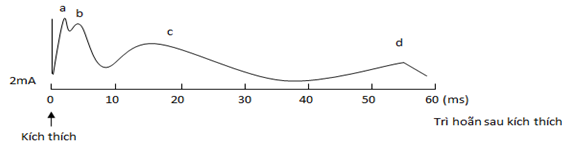 a
b
c
d
2mA
0 10 20 30 40 50 60 (ms)
Kích thích
Trì hoãn sau kích thích